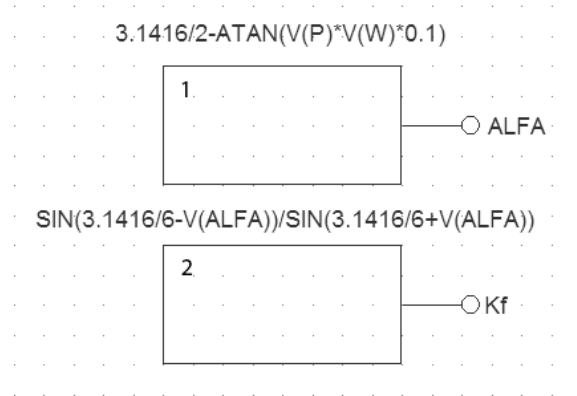 3.1416/2-ATAN(V(P)*V(W)*0.1)
1
ALFA
SIN(3.1416/6-V(ALFA))/SIN(3.1416/6+V(ALFA))
2
Kf